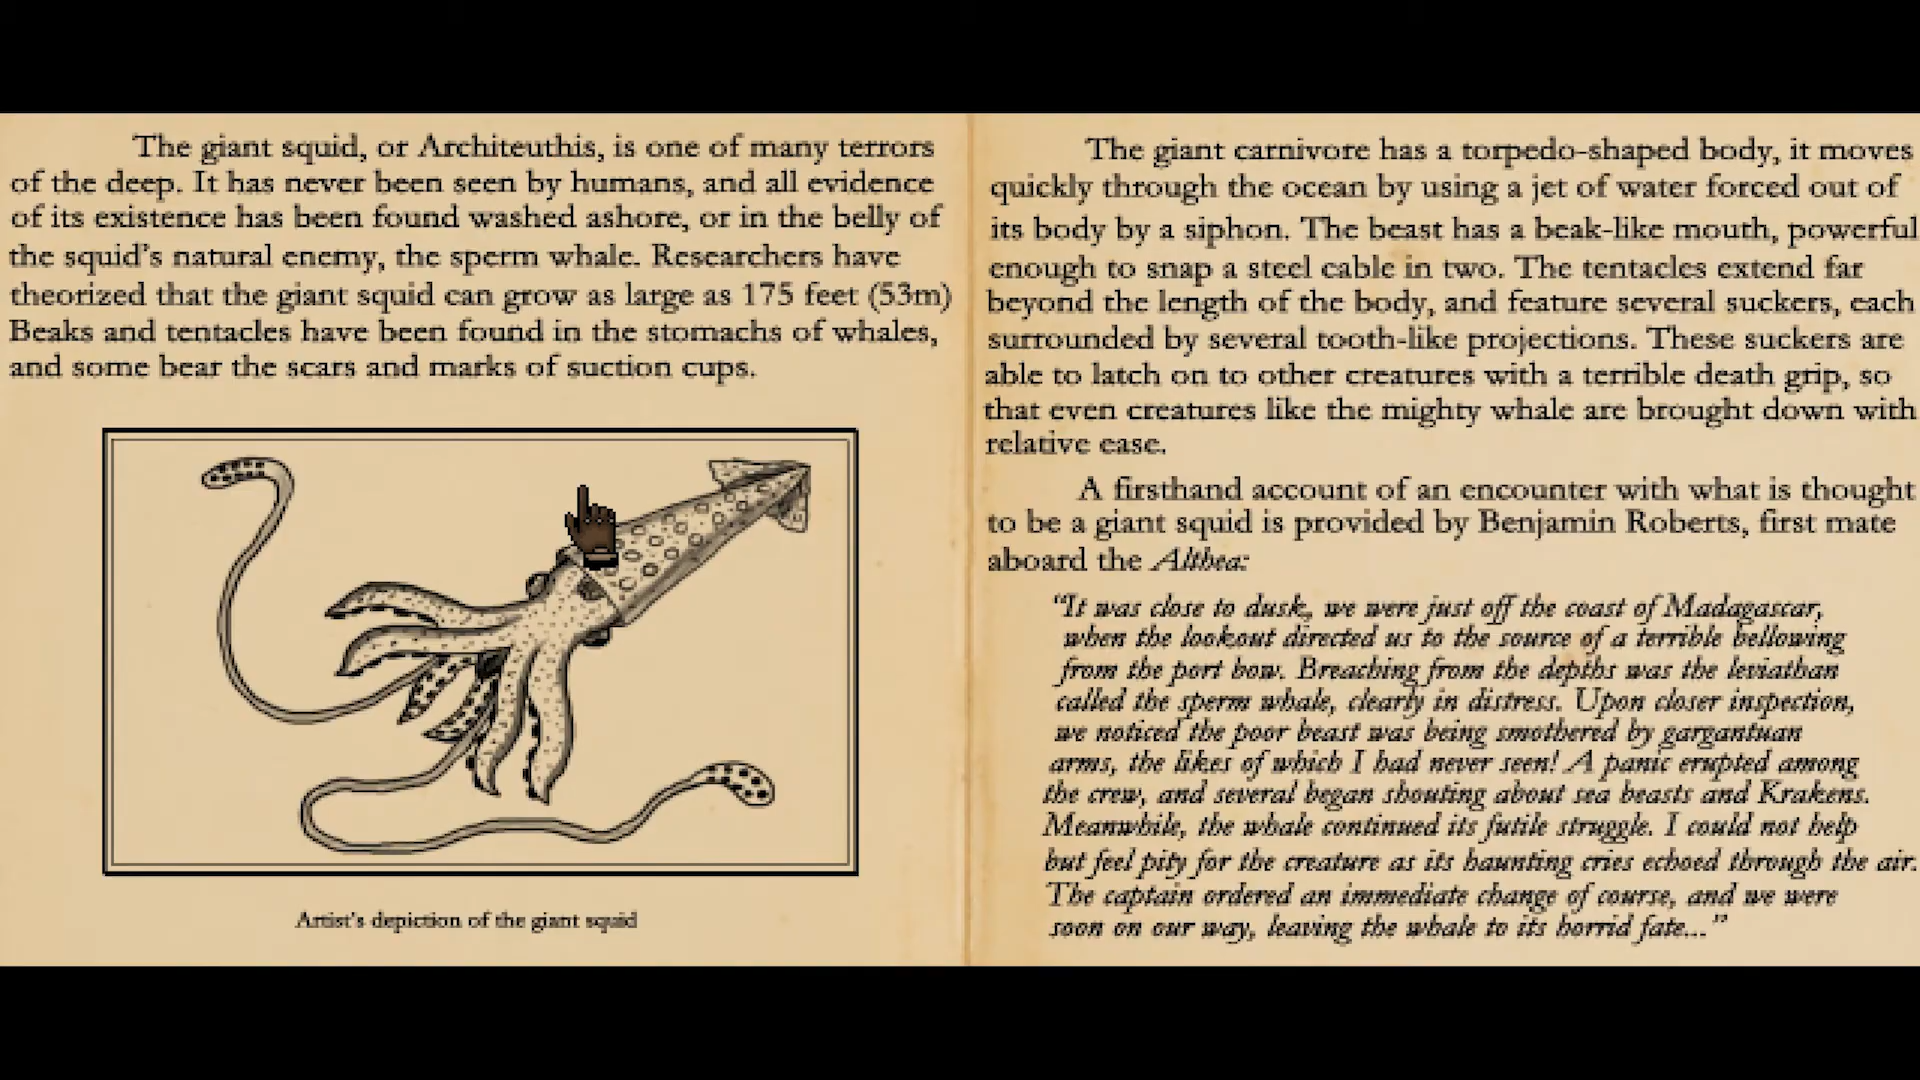 The giant squid, or Architeuthis, is one of many terrors
of the deep. It has never been seen by humans, and all evidence
of its existence has been found washed ashore, or in the belly of
the squid's natural enemy, the sperm whale. Researchers have
theorized that the giant squid can grow as large as 175 feet (53m)
Beaks and tentacles have been found in the stomachs of whales,
and some bear the scars and marks of suction cups.
Artist's depiction of the giant squid
The giant carnivore has a torpedo-shaped body, it moves
quickly through the ocean by using a jet of water forced out of
its body by a siphon. The beast has a beak-like mouth, powerful
enough to snap a steel cable in two. The tentacles extend far
beyond the length of the body, and feature several suckers, each
surrounded by several tooth-like projections. These suckers are
able to latch on to other creatures with a terrible death grip, so
that even creatures like the mighty whale are brought down with
relative ease.
A firsthand account of an encounter with what is thought
to be a giant squid is provided by Benjamin Roberts, first mate
aboard the Althea:
"It was close to dusk, we were just off the coast of Madagascar,
when the lookout directed us to the source of a terrible bellowing
from the port bow. Breaching from the depths was the leviathan
called the sperm whale, clearly in distress. Upon closer inspection,
we noticed the poor beast was being smothered by gargantuan
arms, the likes of which I had never seen! A panic erupted among
the crew, and several began shouting about sea beasts and Krakens.
Meanwhile, the whale continued its futile struggle. I could not help
but feel pity for the creature as its haunting cries echoed through the air.
The captain ordered an immediate change of course, and we were
soon on our way, leaving the whale to its horrid fate..."